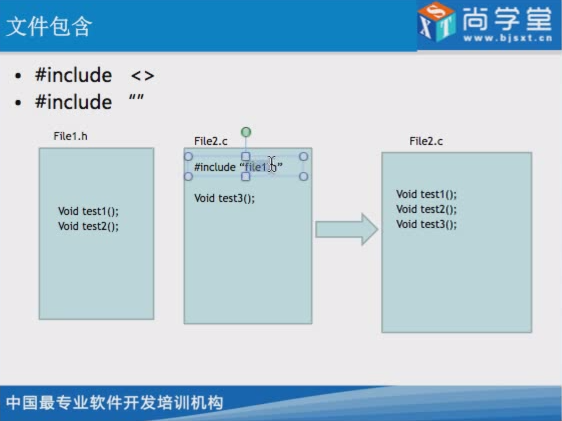 文件包含
尚学堂
SXT
www.bjsxt.cn
• #include <>
• #include “”
File1.h
Void test1();
Void test2();
File2.c
#include “file1.h”
Void test3();
File2.c
Void test1();
Void test2();
Void test3();
中国最专业软件开发培训机构